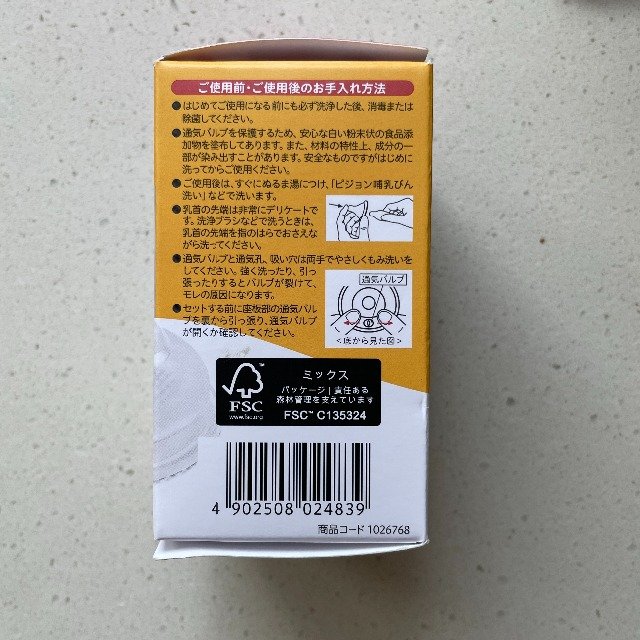 ご使用前・ご使用後のお手入れ方法
●はじめてご使用になる前にも必ず洗浄した後、消毒または
除菌してください。
●通気バルブを保護するため、安心な白い粉末状の食品添
加物を塗布してあります。また、材料の特性上、成分の一
部が染み出すことがあります。安全なものですがはじめに
洗ってからご使用ください。
●ご使用後は、すぐにぬるま湯につけ、「ピジョン哺乳びん
洗い」などで洗います。
●乳首の先端は非常にデリケートで
す。洗浄ブラシなどで洗うときは、
乳首の先端を指のはらでおさえな
がら洗ってください。
●通気バルブと通気孔、吸い穴は両手でやさしくもみ洗いを
してください。強く洗ったり、引っ
張ったりするとバルブが裂けて、
モレの原因になります。
●セットする前に座板部の通気バル
ブを裏から引っ張り、通気バルブ
が開くか確認してください。
通気バルブ
<底から見た図>
FSC
www.fsc.org
ミックス
パッケージ|責任ある
森林管理を支えています
FSC™ C135324
4 902508 024839
商品コード 1026768